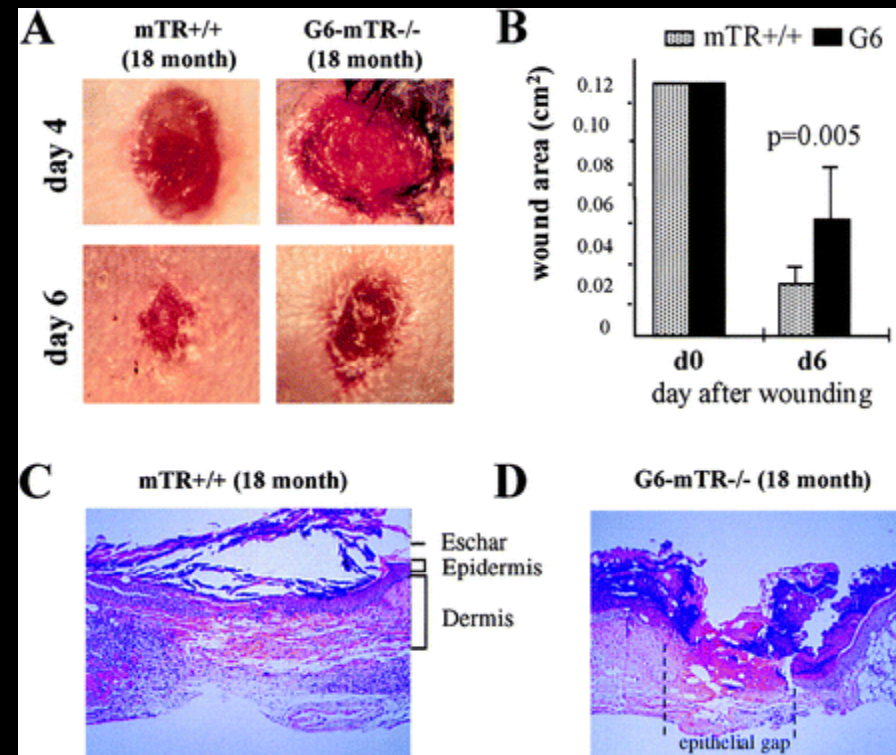 A
mTR+/+
(18 month)
G6-mTR-/-
(18 month)
day 4
day 6
B
mTR+/+ G6
wound area (cm²)
0.12
0.10
0.08
0.06
0.04
0.02
0
p=0.005
d0 d6
day after wounding
C
mTR+/+ (18 month)
Eschar
Epidermis
Dermis
D
G6-mTR-/- (18 month)
epithelial gap